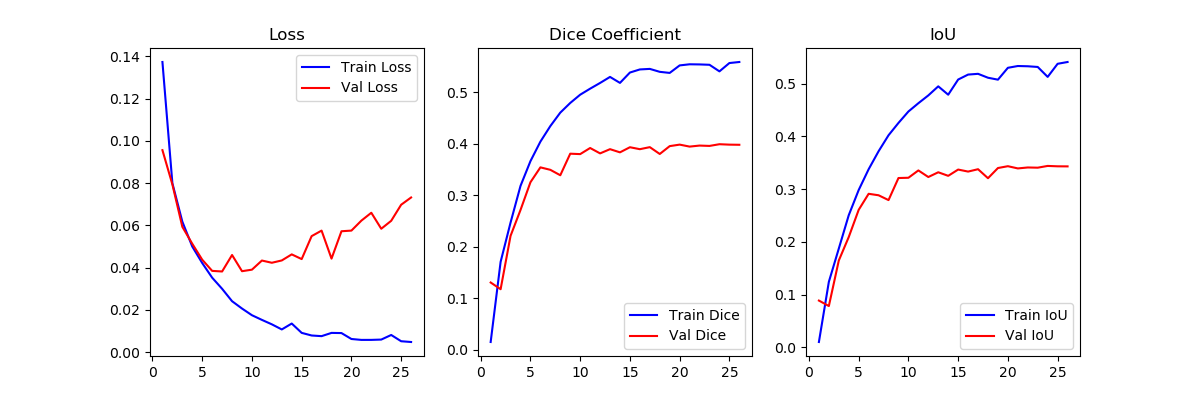 Loss
0.14
0.12
0.10
0.08
0.06
0.04
0.02
0.00
0 5 10 15 20 25
Train Loss
Val Loss
Dice Coefficient
0.5
0.4
0.3
0.2
0.1
0.0
0 5 10 15 20 25
Train Dice
Val Dice
IoU
0.5
0.4
0.3
0.2
0.1
0.0
0 5 10 15 20 25
Train IoU
Val IoU